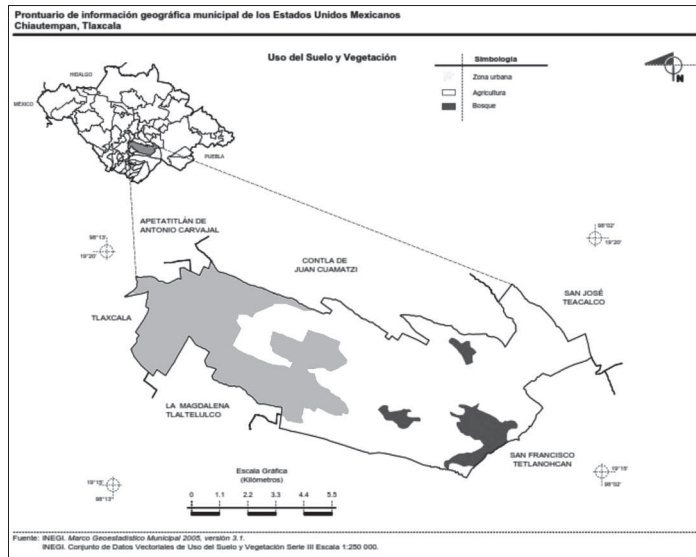 Prontuario de información geográfica municipal de los Estados Unidos Mexicanos
Chiautempan, Tlaxcala
Uso del Suelo y Vegetación
Simbología
Zona urbana
Agricultura
Bosque
N
HIDALGO
MÉXICO
PUEBLA
APETATITLÁN DE
ANTONIO CARVAJAL
98°13'
19°20'
CONTLA DE
JUAN CUAMATZI
98°02'
19°20'
SAN JOSÉ
TEACALCO
TLAXCALA
LA MAGDALENA
TLALTELULCO
SAN FRANCISCO
TETLANOHCAN
19°15'
98°13'
19°15'
98°02'
Escala Gráfica
(Kilómetros)
0 1.1 2.2 3.3 4.4 5.5
Fuente: INEGI. Marco Geoestadístico Municipal 2005, versión 3.1.
INEGI. Conjunto de Datos Vectoriales de Uso del Suelo y Vegetación Serie III Escala 1:250 000.